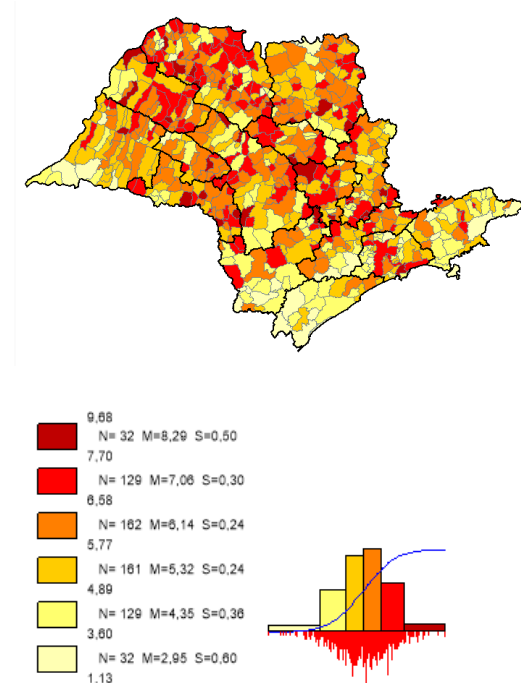 9,68
N= 32 M=8,29 S=0,50
7,70
N= 129 M=7,06 S=0,30
6,58
N= 162 M=6,14 S=0,24
5,77
N= 161 M=5,32 S=0,24
4,89
N= 129 M=4,35 S=0,36
3,60
N= 32 M=2,95 S=0,60
1,13